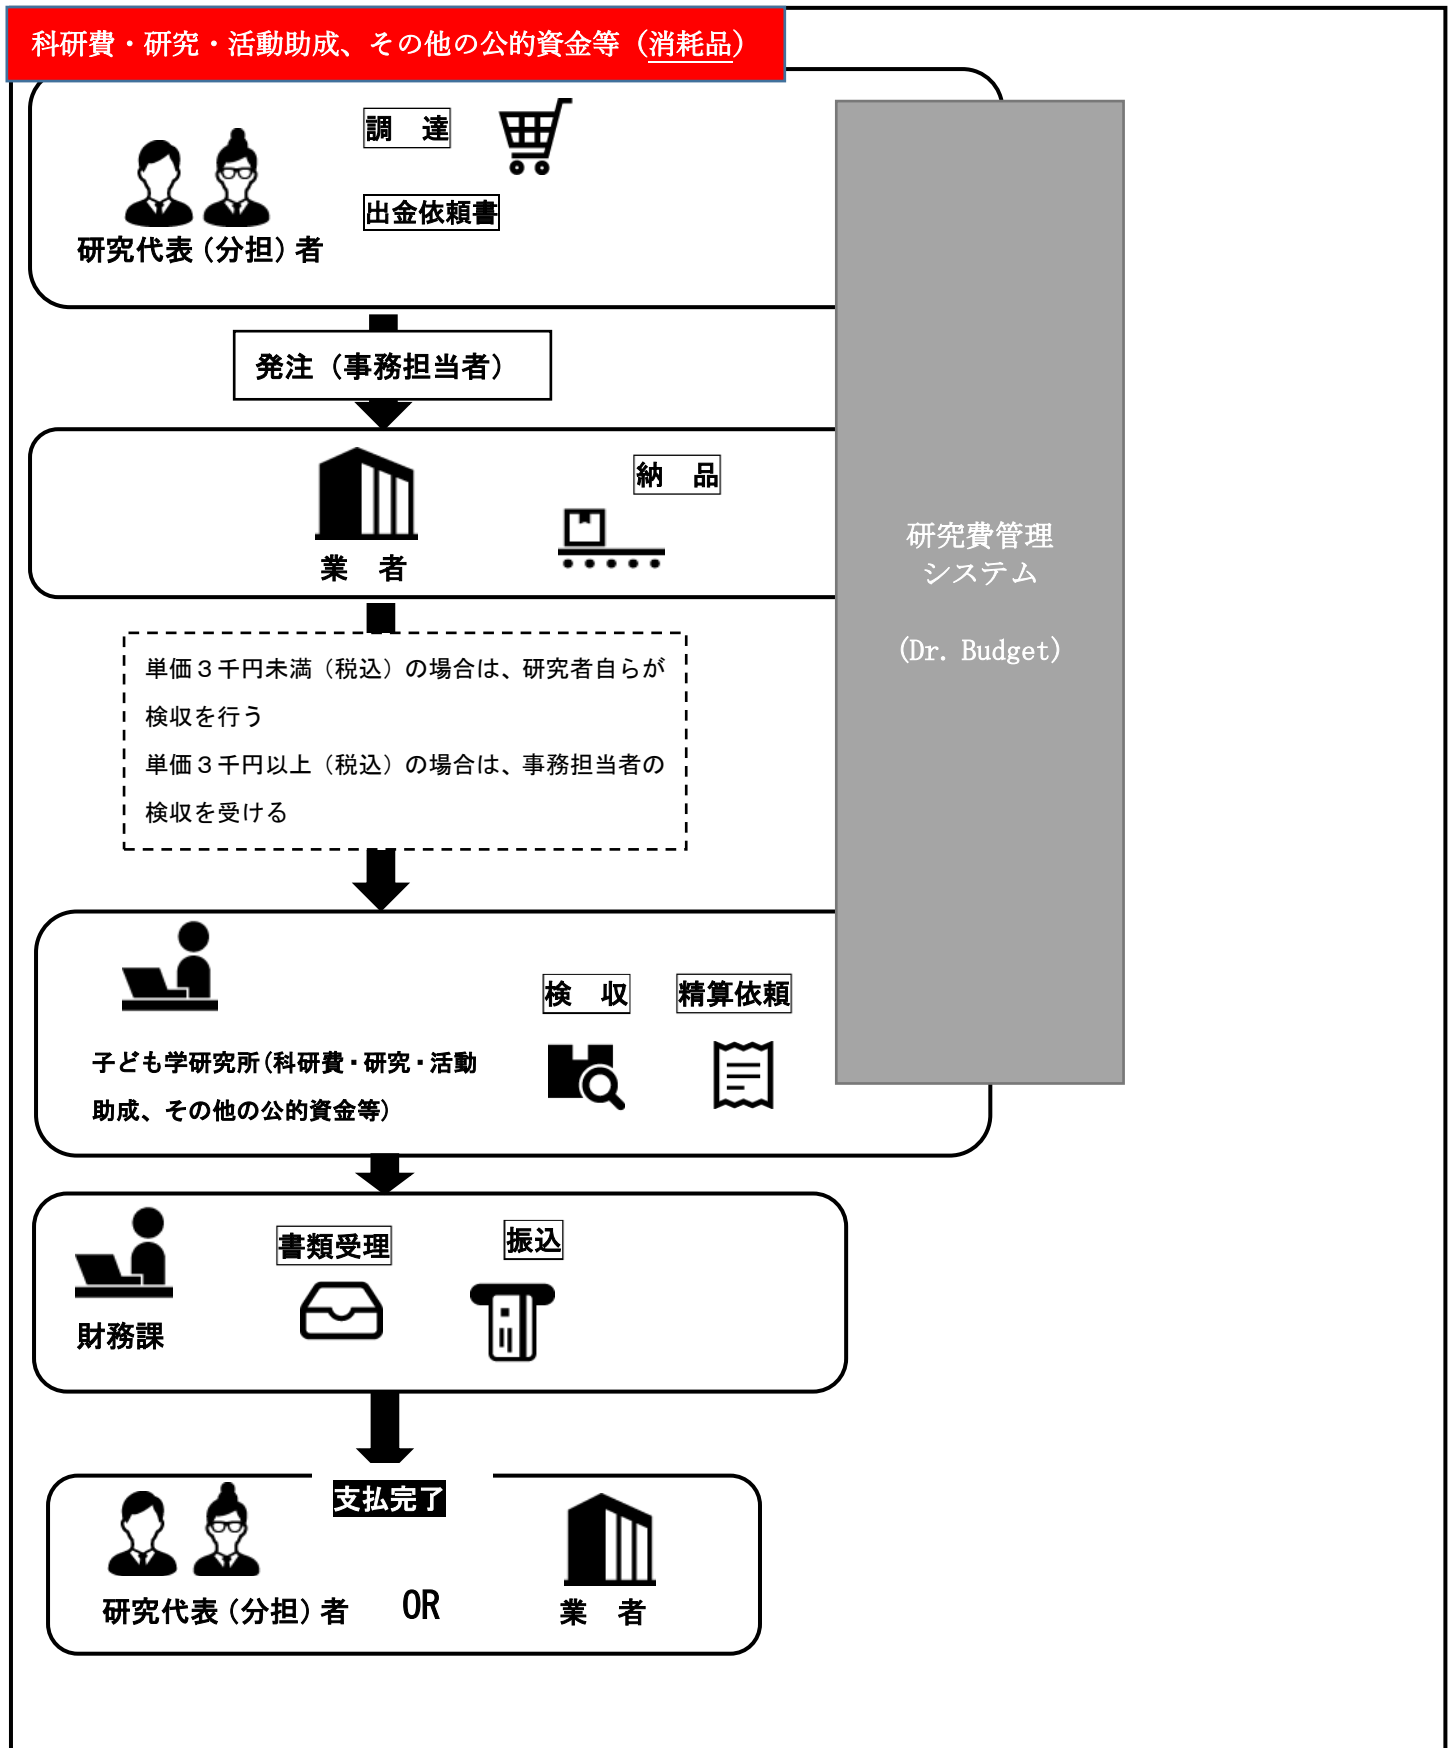 科研費・研究・活動助成、その他の公的資金等（消耗品）
調　達
出金依頼書
研究代表（分担）者
発注（事務担当者）
納　品
業　者
研究費管理
システム
(Dr. Budget)
単価３千円未満（税込）の場合は、研究者自らが
検収を行う
単価３千円以上（税込）の場合は、事務担当者の
検収を受ける
検　収
精算依頼
子ども学研究所（科研費・研究・活動
助成、その他の公的資金等）
書類受理
振込
財務課
支払完了
研究代表（分担）者
OR
業　者